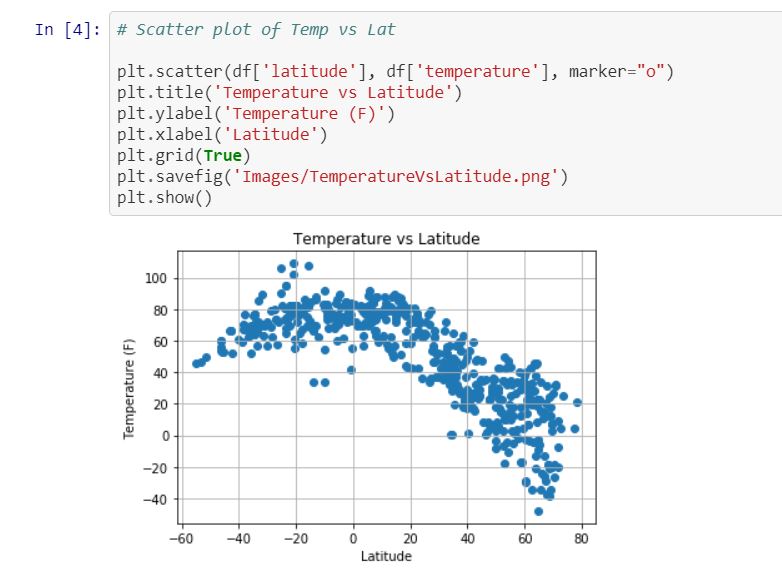 In [4]: # Scatter plot of Temp vs Lat
plt.scatter(df['latitude'], df['temperature'], marker="o")
plt.title('Temperature vs Latitude')
plt.ylabel('Temperature (F)')
plt.xlabel('Latitude')
plt.grid(True)
plt.savefig('Images/TemperatureVsLatitude.png')
plt.show()
Temperature vs Latitude
100
80
60
40
20
0
−20
−40
Temperature (F)
−60 −40 −20 0 20 40 60 80
Latitude